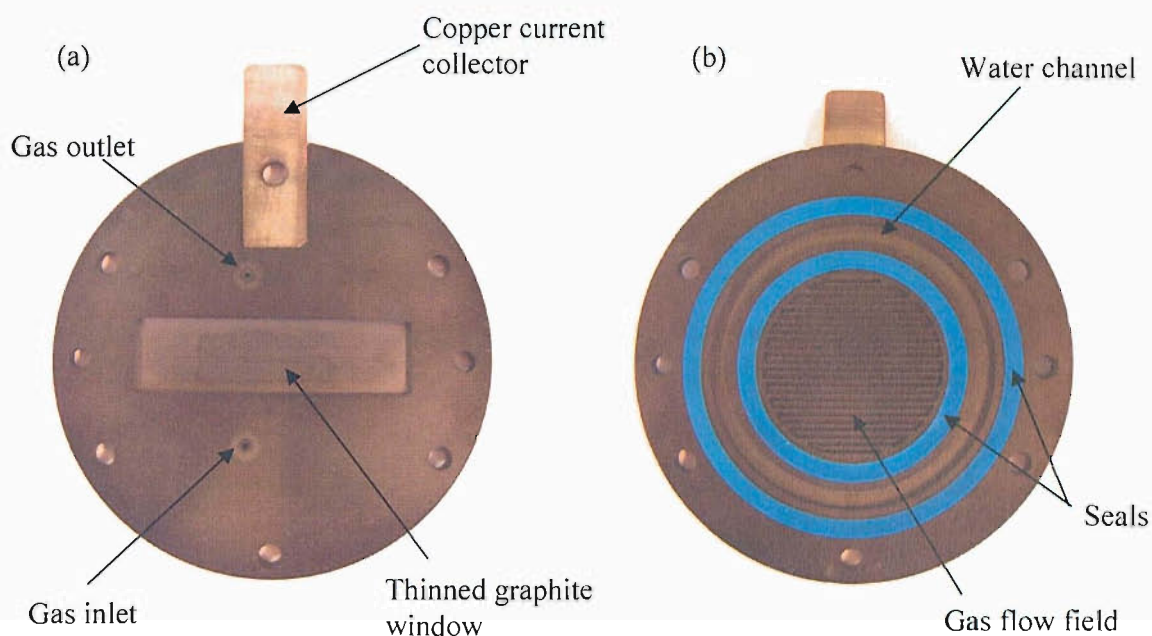 (a)
Copper current
collector
Gas outlet
Gas inlet
Thinned graphite
window
(b)
Water channel
Seals
Gas flow field